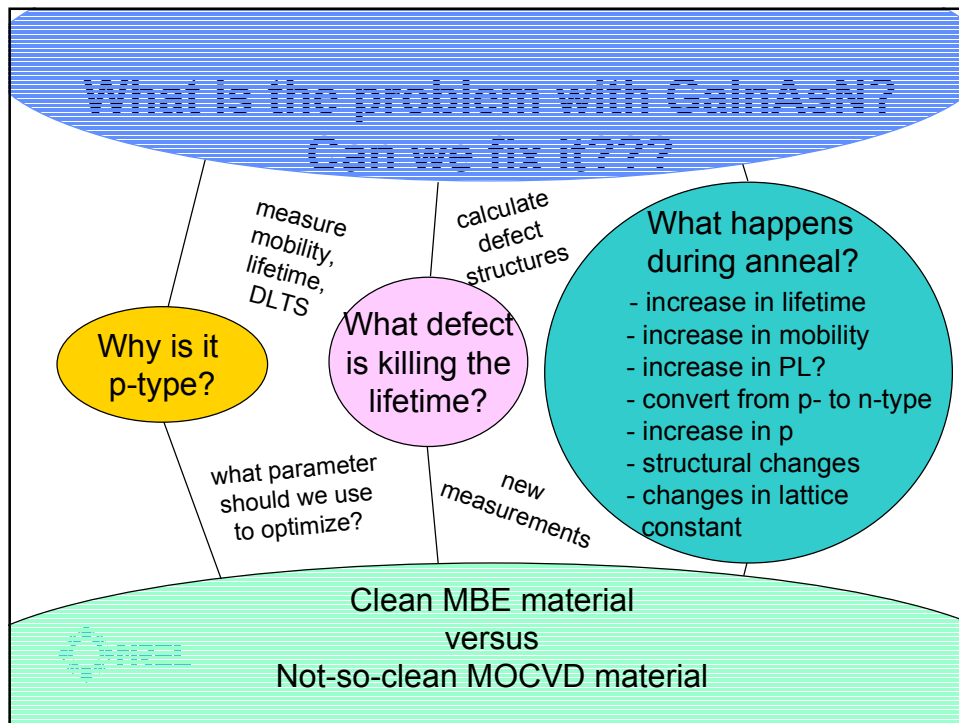 What is the problem with GaInAsN?
Can we fix it???
measure
mobility,
lifetime,
DLTS
calculate
defect
structures
Why is it
p-type?
What defect
is killing the
lifetime?
What happens
during anneal?
- increase in lifetime
- increase in mobility
- increase in PL?
- convert from p- to n-type
- increase in p
- structural changes
- changes in lattice
constant
what parameter
should we use
to optimize?
new
measurements
Clean MBE material
versus
Not-so-clean MOCVD material
NREL